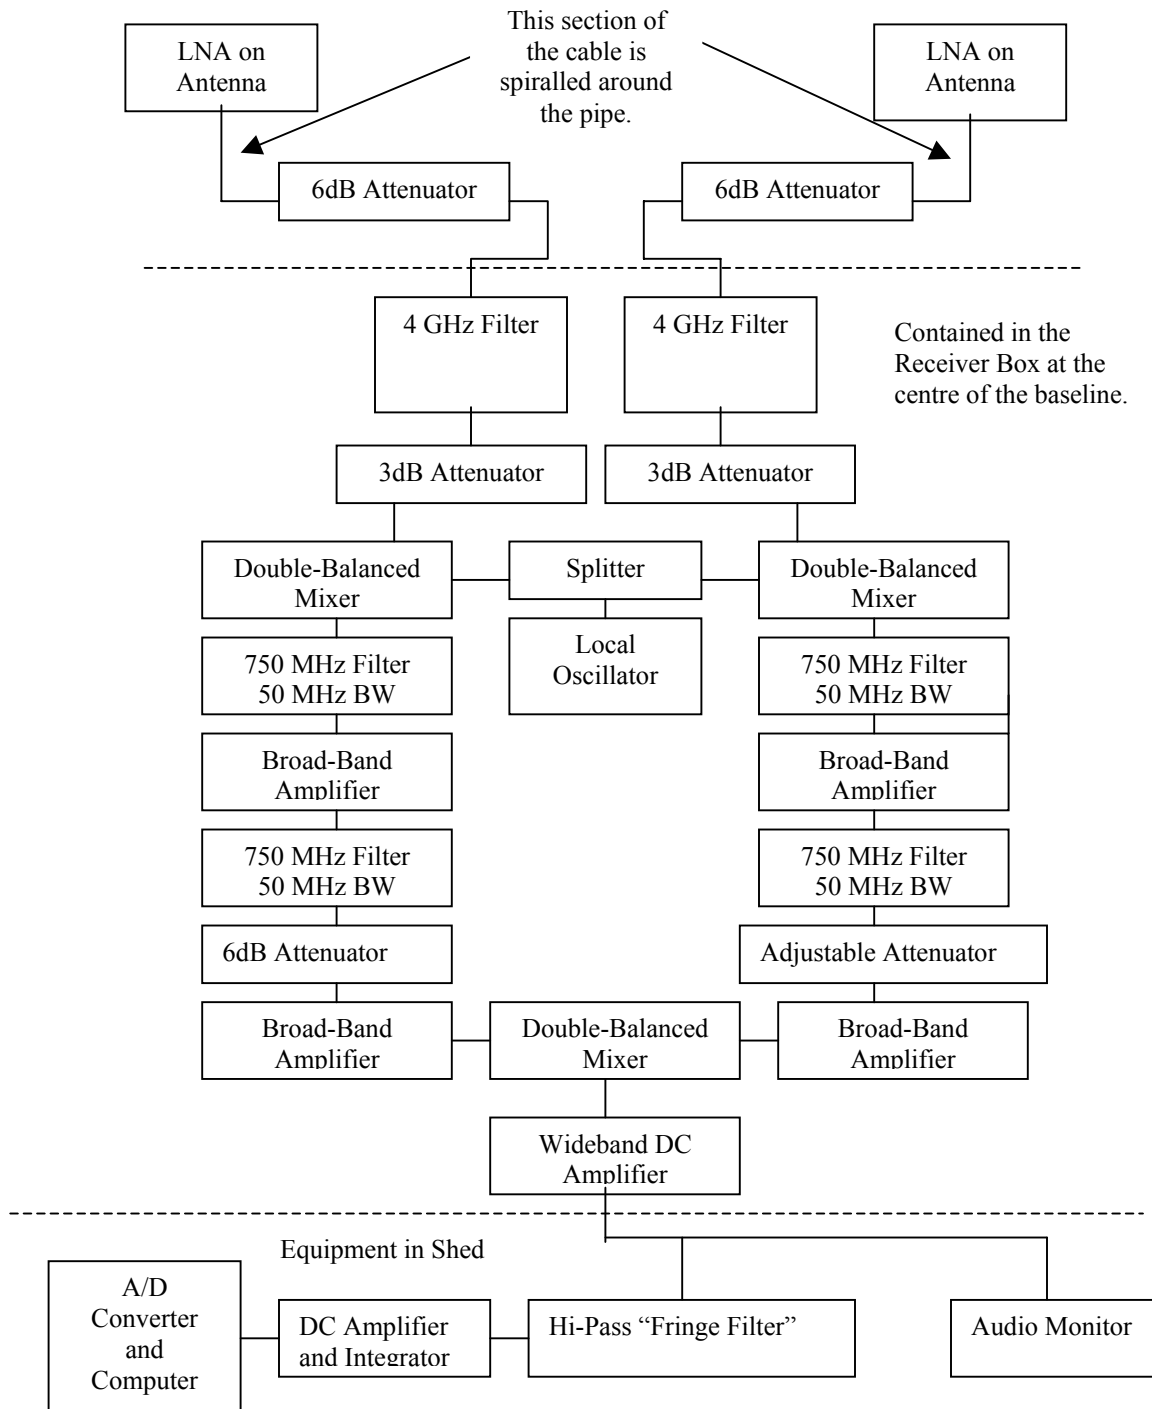 LNA on
Antenna
This section of
the cable is
spiralled around
the pipe.
LNA on
Antenna
6dB Attenuator
6dB Attenuator
4 GHz Filter
4 GHz Filter
Contained in the
Receiver Box at the
centre of the baseline.
3dB Attenuator
3dB Attenuator
Double-Balanced
Mixer
Splitter
Double-Balanced
Mixer
Local
Oscillator
750 MHz Filter
50 MHz BW
750 MHz Filter
50 MHz BW
Broad-Band
Amplifier
Broad-Band
Amplifier
750 MHz Filter
50 MHz BW
750 MHz Filter
50 MHz BW
6dB Attenuator
Adjustable Attenuator
Broad-Band
Amplifier
Double-Balanced
Mixer
Broad-Band
Amplifier
Wideband DC
Amplifier
Equipment in Shed
A/D
Converter
and
Computer
DC Amplifier
and Integrator
Hi-Pass “Fringe Filter”
Audio Monitor